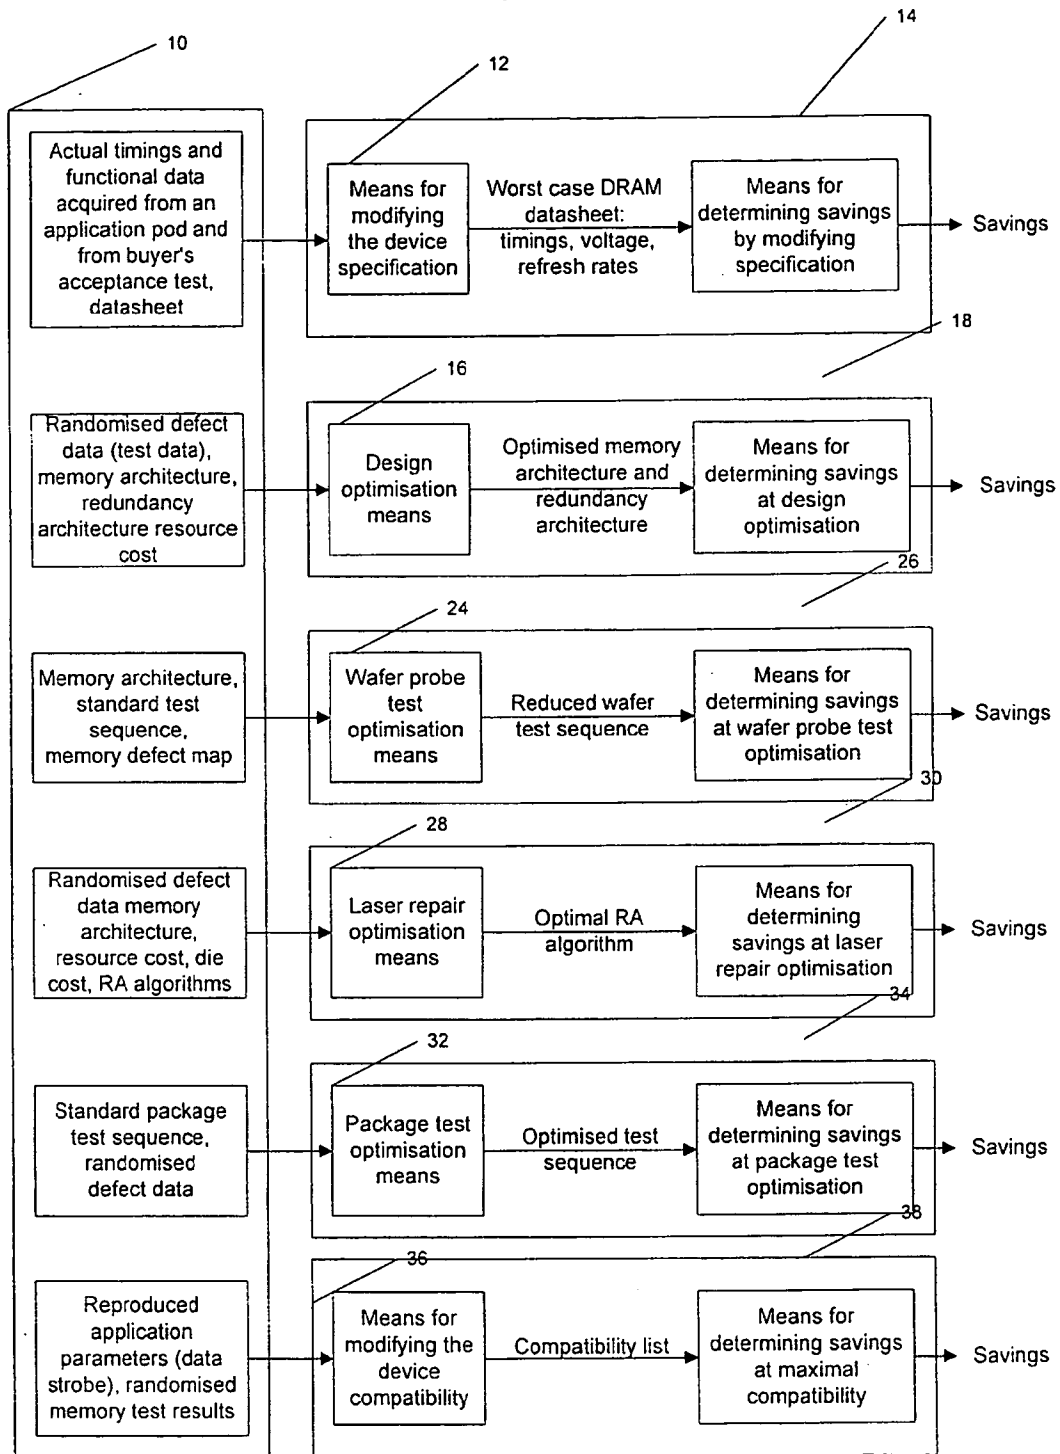 14
10
12
Actual timings and
functional data
acquired from an
application pod and
from buyer's
acceptance test,
datasheet
Means for
modifying
the device
specification
Worst case DRAM
datasheet:
timings, voltage,
refresh rates
Means for
determining savings
by modifying
specification
Savings
18
16
Randomised defect
data (test data),
memory architecture,
redundancy
architecture resource
cost
Design
optimisation
means
Optimised memory
architecture and
redundancy
architecture
Means for
determining savings
at design
optimisation
Savings
26
24
Memory architecture,
standard test
sequence,
memory defect map
Wafer probe
test
optimisation
means
Reduced wafer
test sequence
Means for
determining savings
at wafer probe test
optimisation
Savings
30
28
Randomised defect
data memory
architecture,
resource cost, die
cost, RA algorithms
Laser repair
optimisation
means
Optimal RA
algorithm
Means for
determining
savings at laser
repair optimisation
Savings
34
32
Standard package
test sequence,
randomised
defect data
Package test
optimisation
means
Optimised test
sequence
Means for
determining savings
at package test
optimisation
Savings
38
36
Reproduced
application
parameters (data
strobe), randomised
memory test results
Means for
modifying the
device
compatibility
Compatibility list
Means for
determining savings
at maximal
compatibility
Savings